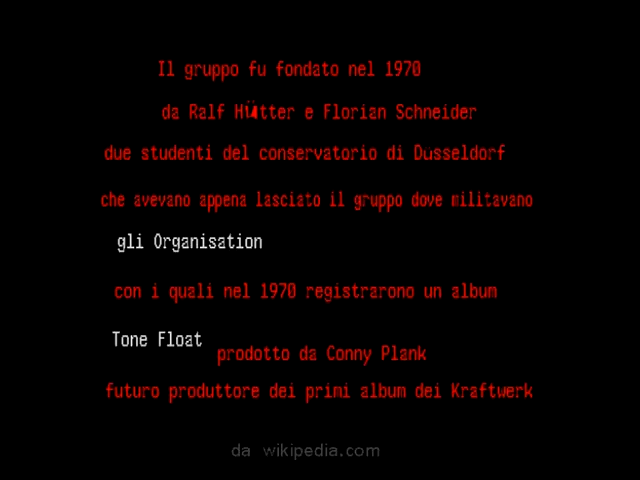 Il gruppo fu fondato nel 1970
da Ralf Hütter e Florian Schneider
due studenti del conservatorio di Düsseldorf
che avevano appena lasciato il gruppo dove militavano
gli Organisation
con i quali nel 1970 registrarono un album
Tone Float
prodotto da Conny Plank
futuro produttore dei primi album dei Kraftwerk
da wikipedia.com